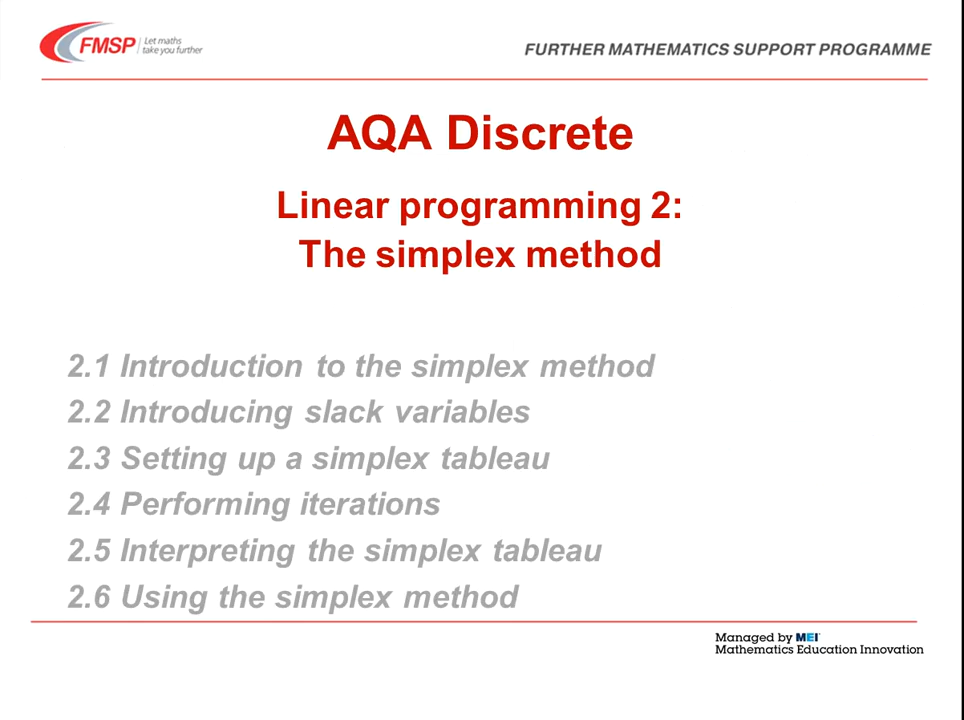 FMSP
Let maths
take you further
FURTHER MATHEMATICS SUPPORT PROGRAMME
AQA Discrete
Linear programming 2:
The simplex method
2.1 Introduction to the simplex method
2.2 Introducing slack variables
2.3 Setting up a simplex tableau
2.4 Performing iterations
2.5 Interpreting the simplex tableau
2.6 Using the simplex method
Managed by MEI
Mathematics Education Innovation